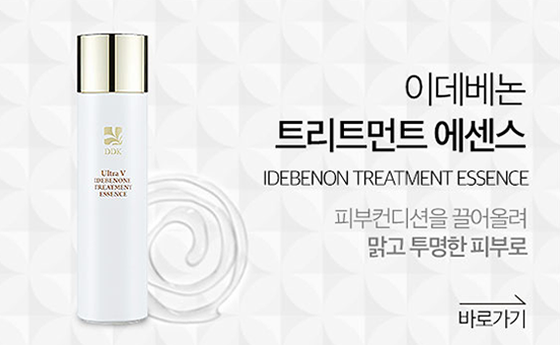 DDK
Ultra V
IDEBENONE
TREATMENT
ESSENCE
이데베논
트리트먼트 에센스
IDEBENON TREATMENT ESSENCE
피부컨디션을 끌어올려
맑고 투명한 피부로
바로가기